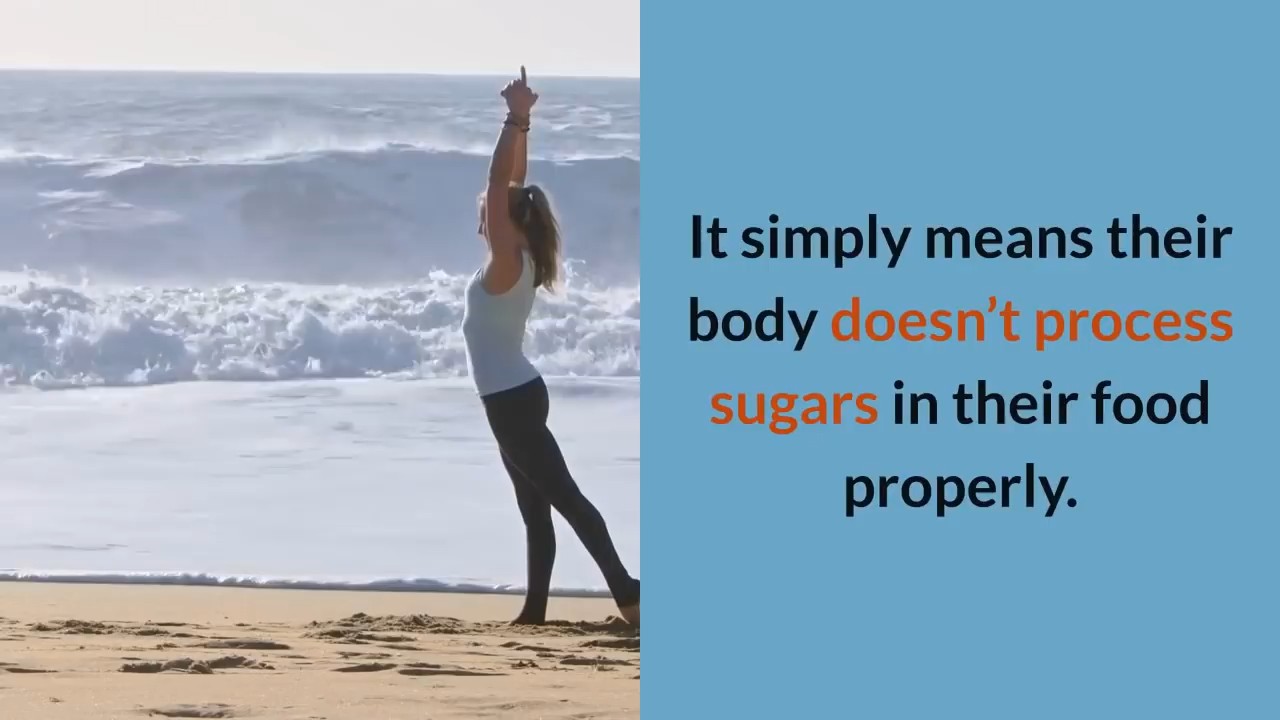 It simply means their
body doesn’t process
sugars in their food
properly.